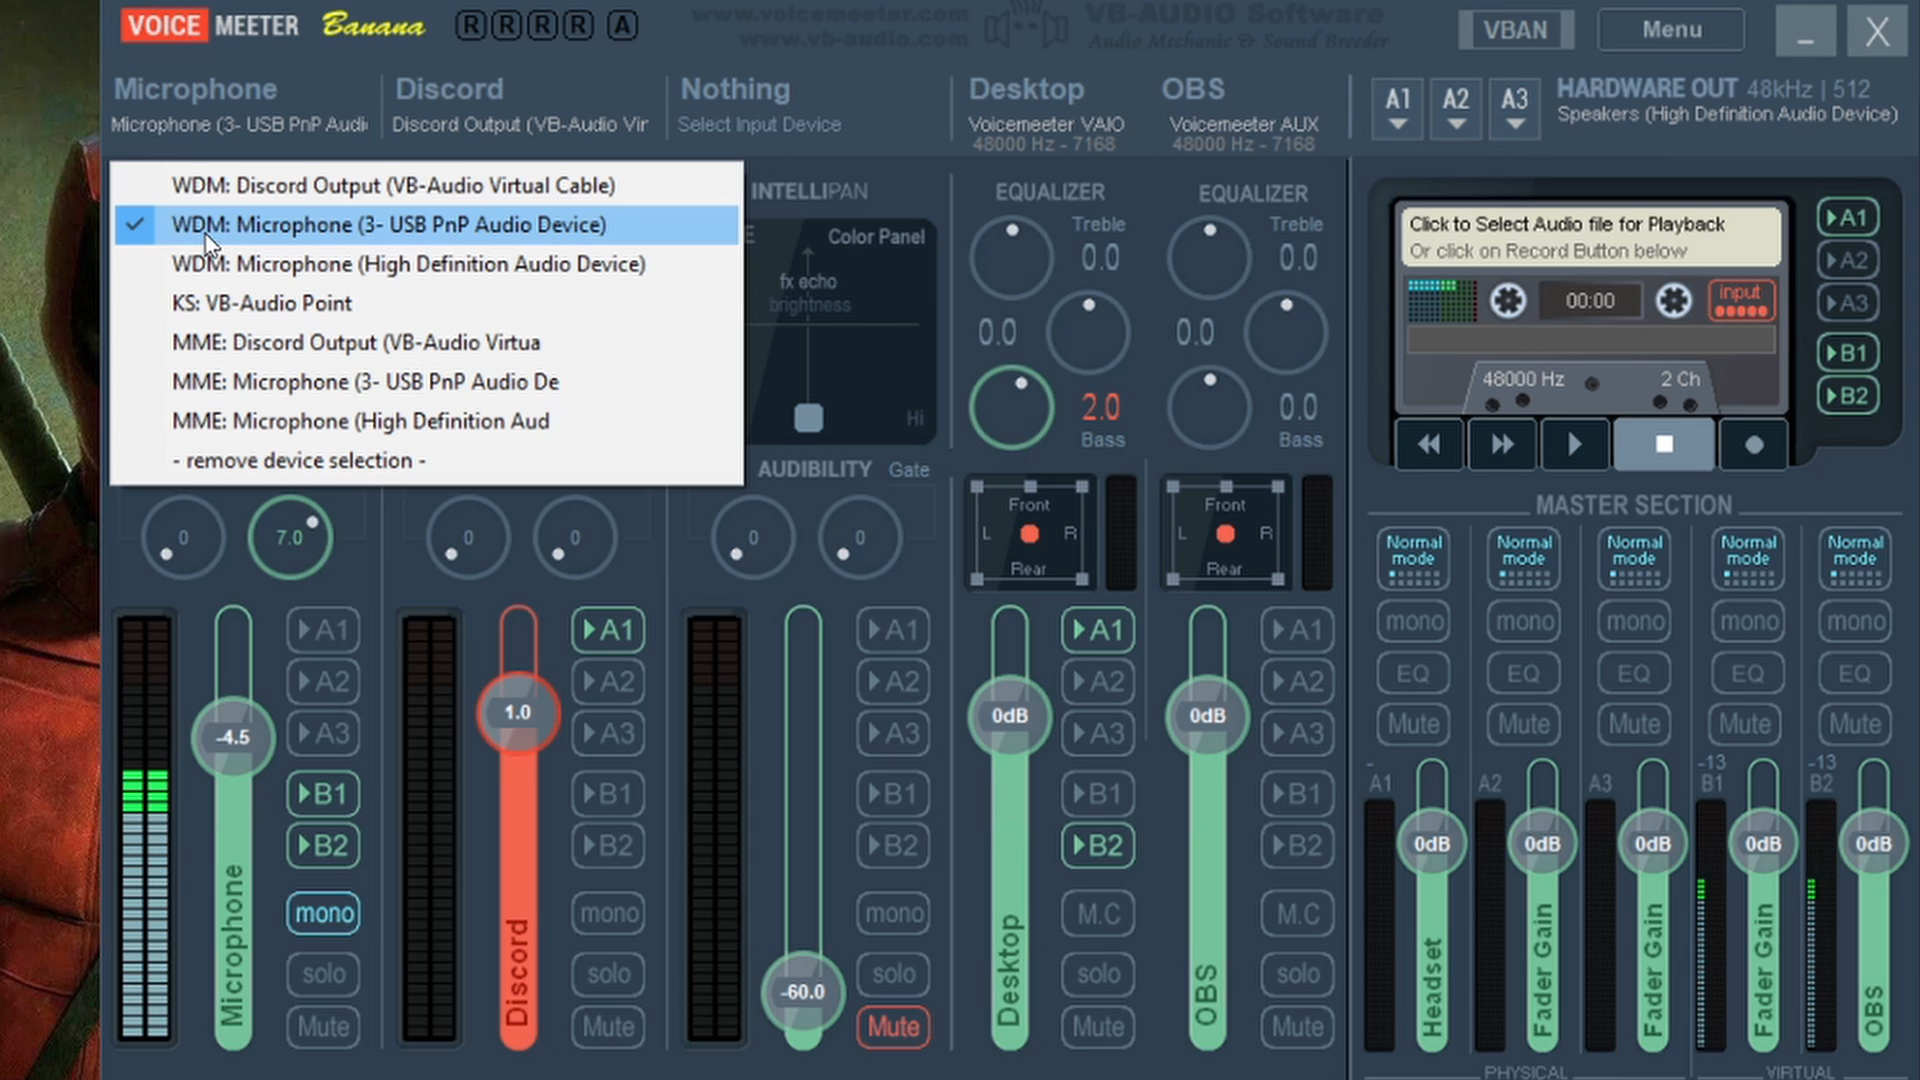 VOICE MEETER Banana R R R R A
www.voicemeeter.com
www.vb-audio.com
VB-AUDIO Software
Audio Mechanic & Sound Breeder
VBAN Menu _ X
Microphone Discord Nothing Desktop OBS
Microphone (3- USB PnP Audi Discord Output (VB-Audio Vir Select Input Device Voicemeeter VAIO Voicemeeter AUX
48000 Hz - 7168 48000 Hz - 7168
A1 A2 A3 HARDWARE OUT 48kHz | 512
Speakers (High Definition Audio Device)
WDM: Discord Output (VB-Audio Virtual Cable)
WDM: Microphone (3- USB PnP Audio Device)
WDM: Microphone (High Definition Audio Device)
KS: VB-Audio Point
MME: Discord Output (VB-Audio Virtua
MME: Microphone (3- USB PnP Audio De
MME: Microphone (High Definition Aud
- remove device selection -
INTELLIPAN
E Color Panel
fx echo
brightness
Hi
AUDIBILITY Gate
EQUALIZER EQUALIZER
Treble Treble
0.0 0.0
0.0 0.0
2.0 0.0
Bass Bass
Front Front
L R L R
Rear Rear
Click to Select Audio file for Playback
Or click on Record Button below
00:00 input
48000 Hz 2 Ch
A1
A2
A3
B1
B2
MASTER SECTION
0 7.0 0 0 0 0
Normal mode Normal mode Normal mode Normal mode Normal mode
mono mono mono mono mono
EQ EQ EQ EQ EQ
Mute Mute Mute Mute Mute
A1 A1 A1 A1 A1
A2 A2 A2 A2 A2
A3 A3 A3 A3 A3
-4.5 1.0 -60.0 0dB 0dB
B1 B1 B1 B1 B1
B2 B2 B2 B2 B2
mono mono mono M.C M.C
solo solo solo solo solo
Mute Mute Mute Mute Mute
Microphone Discord Desktop OBS
- -13 -13
A1 A2 A3 B1 B2
0dB 0dB 0dB 0dB 0dB
Headset Fader Gain Fader Gain Fader Gain OBS
PHYSICAL VIRTUAL